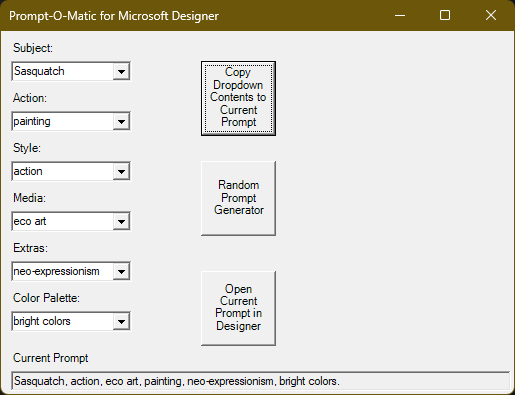 Prompt-O-Matic for Microsoft Designer
Subject:
Sasquatch
Action:
painting
Style:
action
Media:
eco art
Extras:
neo-expressionism
Color Palette:
bright colors
Copy
Dropdown
Contents to
Current
Prompt
Random
Prompt
Generator
Open
Current
Prompt in
Designer
Current Prompt
Sasquatch, action, eco art, painting, neo-expressionism, bright colors.